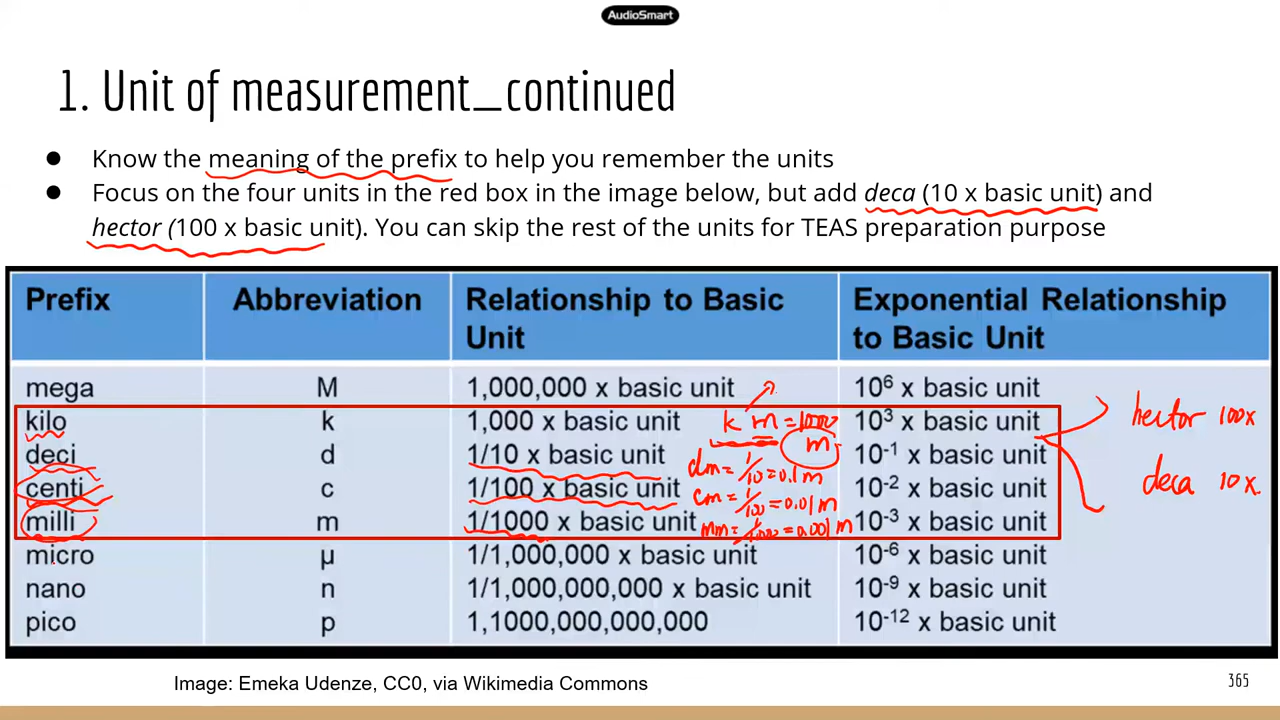 AudioSmart
1. Unit of measurement_continued
● Know the meaning of the prefix to help you remember the units
● Focus on the four units in the red box in the image below, but add deca (10 x basic unit) and
hector (100 x basic unit). You can skip the rest of the units for TEAS preparation purpose
Prefix Abbreviation Relationship to Basic Unit Exponential Relationship to Basic Unit
mega M 1,000,000 x basic unit 10⁶ x basic unit
kilo k 1,000 x basic unit k m = 1000 m 10³ x basic unit hector 100x
deci d 1/10 x basic unit dm = 1/10 = 0.1 m 10⁻¹ x basic unit
centi c 1/100 x basic unit cm = 1/100 = 0.01 m 10⁻² x basic unit deca 10x
milli m 1/1000 x basic unit mm = 1/1000 = 0.001 m 10⁻³ x basic unit
micro µ 1/1,000,000 x basic unit 10⁻⁶ x basic unit
nano n 1/1,000,000,000 x basic unit 10⁻⁹ x basic unit
pico p 1,1000,000,000,000 10⁻¹² x basic unit
Image: Emeka Udenze, CC0, via Wikimedia Commons 365